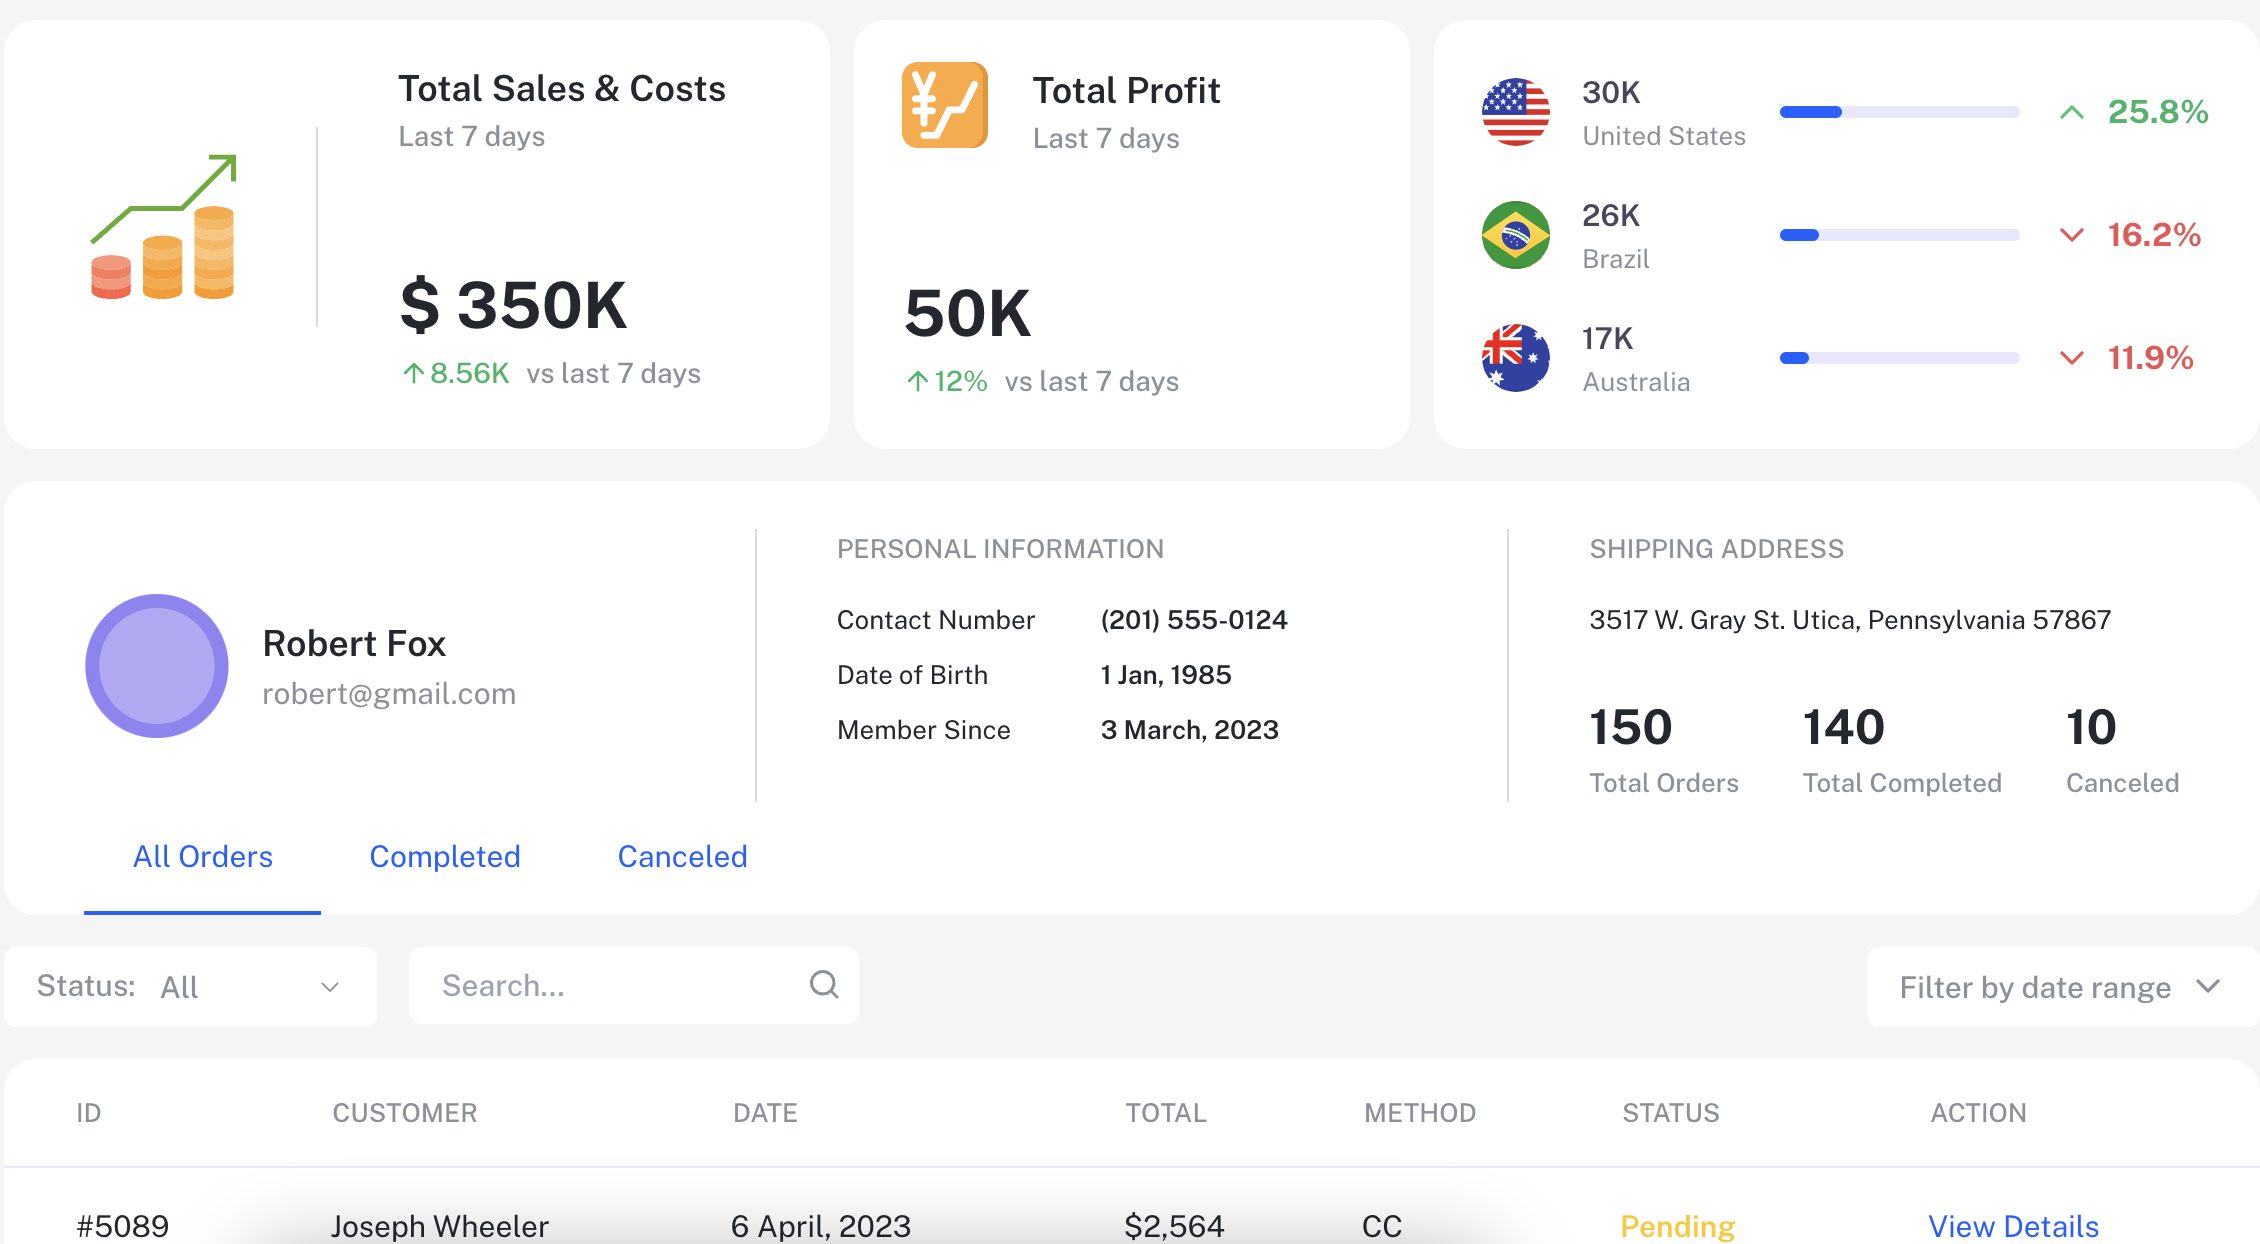 Total Sales & Costs
Last 7 days
$ 350K
↑8.56K vs last 7 days
Total Profit
Last 7 days
50K
↑12% vs last 7 days
30K
United States
25.8%
26K
Brazil
16.2%
17K
Australia
11.9%
Robert Fox
robert@gmail.com
PERSONAL INFORMATION
Contact Number (201) 555-0124
Date of Birth 1 Jan, 1985
Member Since 3 March, 2023
SHIPPING ADDRESS
3517 W. Gray St. Utica, Pennsylvania 57867
150 140 10
Total Orders Total Completed Canceled
All Orders Completed Canceled
Status: All Search... Filter by date range
ID CUSTOMER DATE TOTAL METHOD STATUS ACTION
#5089 Joseph Wheeler 6 April, 2023 $2,564 CC Pending View Details